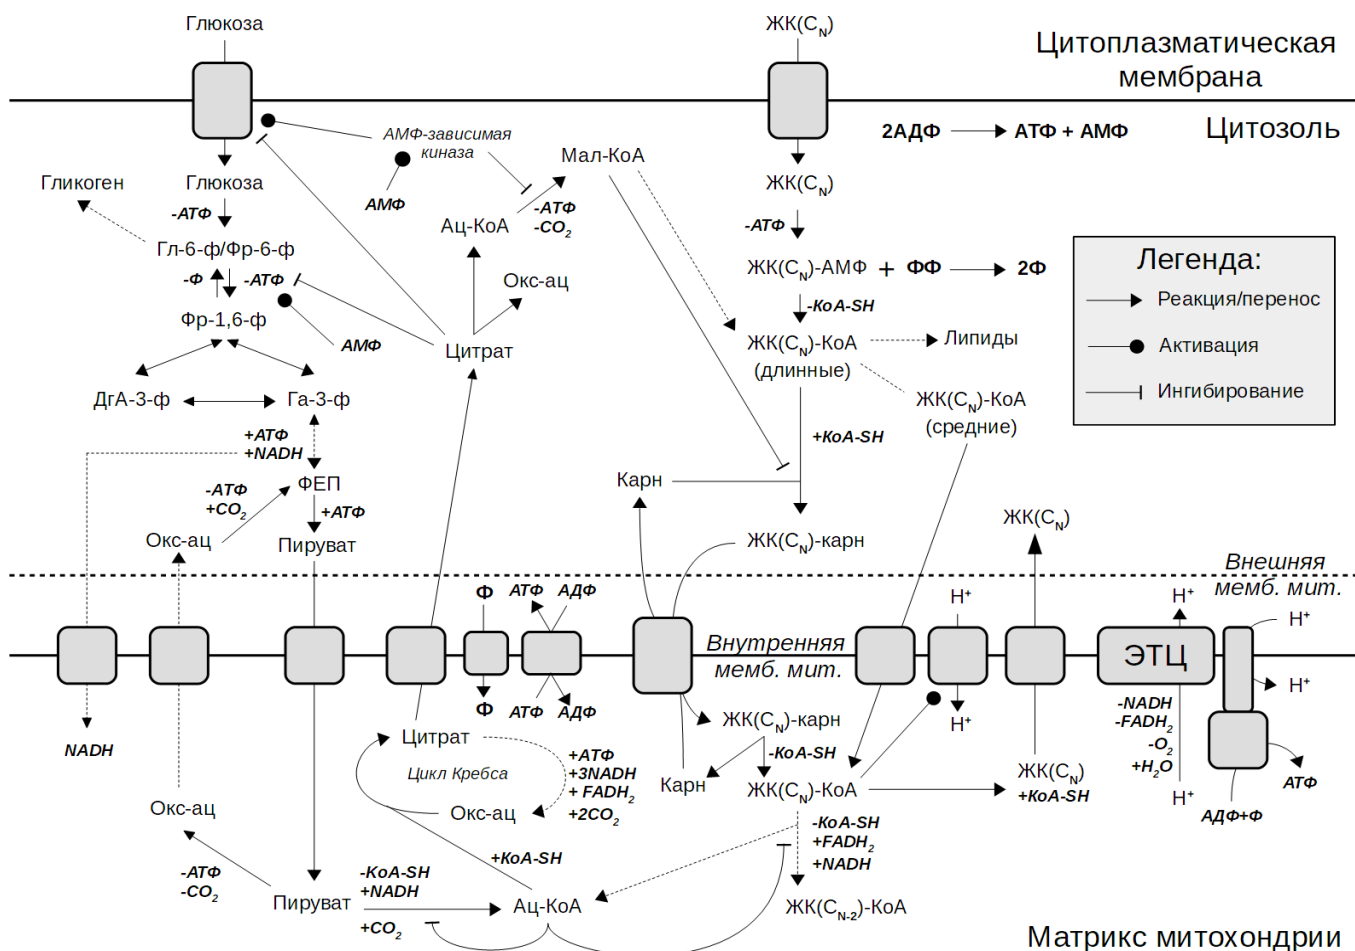 Глюкоза
ЖК(CN)
Цитоплазматическая
мембрана
АМФ-зависимая
киназа
2АДФ
АТФ + АМФ
Цитозоль
Мал-КоА
Гликоген
Глюкоза
АМФ
ЖК(CN)
-АТФ
-АТФ
-CO2
Ац-КоА
-АТФ
Гл-6-ф/Фр-6-ф
Окс-ац
ЖК(CN)-АМФ + ФФ
2Ф
-Ф
-АТФ
-КоА-SH
Фр-1,6-ф
АМФ
Цитрат
ЖК(CN)-КоА
(длинные)
Липиды
Легенда:
Реакция/перенос
Активация
Ингибирование
ДгА-3-ф
Га-3-ф
ЖК(CN)-КоА
(средние)
+АТФ
+NADH
+КоА-SH
ФЕП
Карн
-АТФ
+CO2
+АТФ
ЖК(CN)
Окс-ац
Пируват
ЖК(CN)-карн
Внешняя
мемб. мит.
Ф
АТФ
АДФ
H+
H+
H+
Внутренняя
мемб. мит.
ЭТЦ
Ф
АТФ
АДФ
H+
H+
NADH
Цитрат
ЖК(CN)-карн
-КоА-SH
-NADH
-FADH2
-O2
+H2O
Цикл Кребса
+АТФ
+3NADH
+ FADH2
+2CO2
Карн
ЖК(CN)-КоА
ЖК(CN)
+КоА-SH
H+
АТФ
АДФ+Ф
Окс-ац
Окс-ац
-КоА-SH
+FADH2
+NADH
+КоА-SH
-АТФ
-CO2
-КоА-SH
+NADH
Пируват
+CO2
Ац-КоА
ЖК(CN-2)-КоА
Матрикс митохондрии